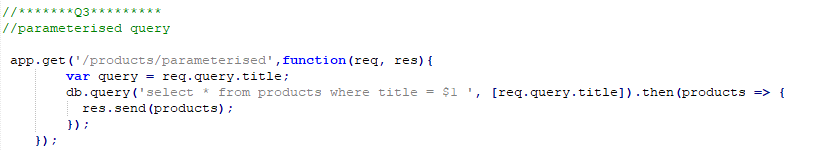 //*******Q3*********
//parameterised query
app.get('/products/parameterised',function(req, res){
var query = req.query.title;
db.query('select * from products where title = $1 ', [req.query.title]).then(products => {
res.send(products);
});
});